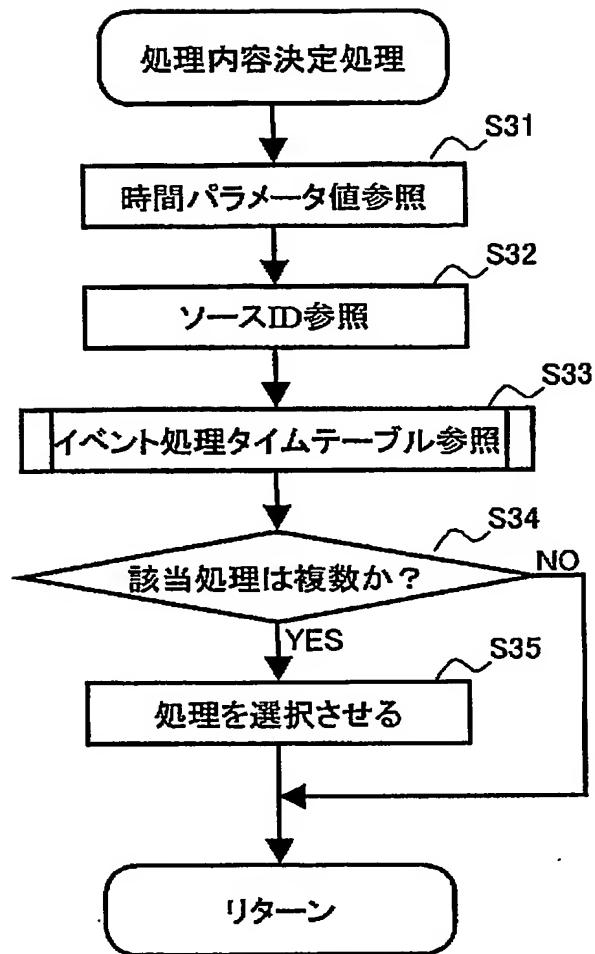 処理内容決定処理
S31
時間パラメータ値参照
S32
ソースID参照
S33
イベント処理タイムテーブル参照
S34
該当処理は複数か？
NO
YES
S35
処理を選択させる
リターン